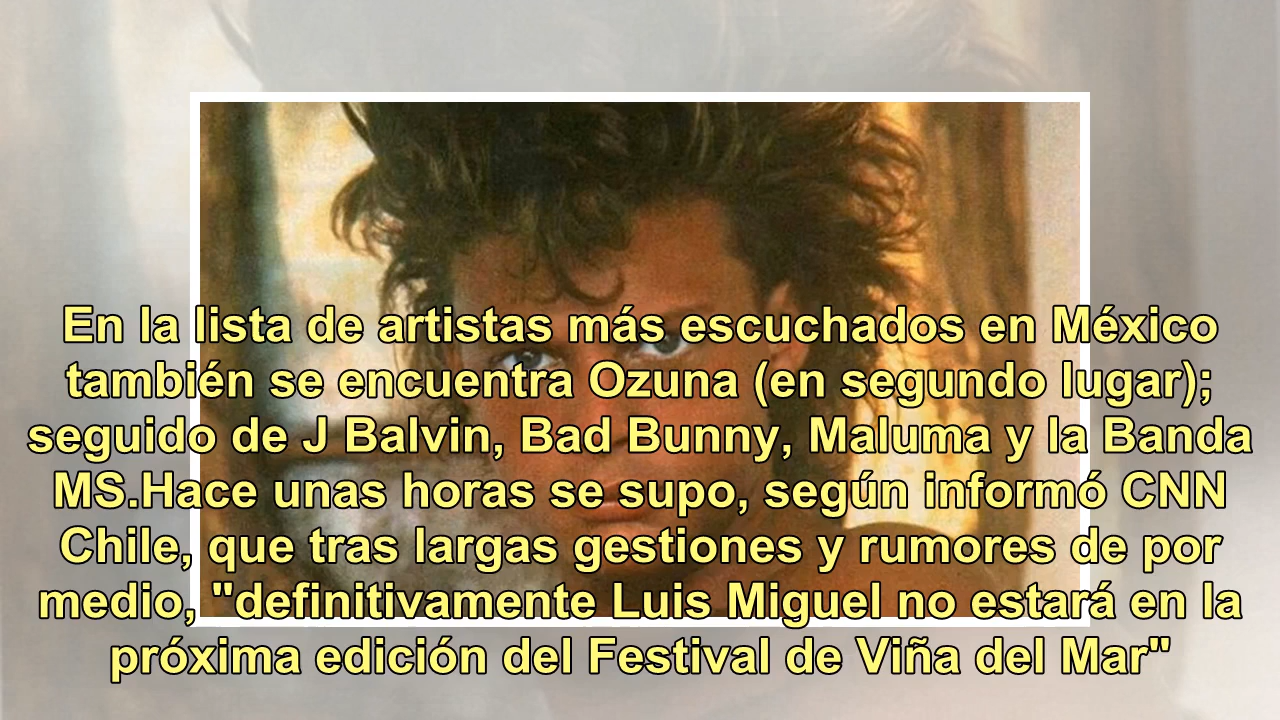 En la lista de artistas más escuchados en México
también se encuentra Ozuna (en segundo lugar);
seguido de J Balvin, Bad Bunny, Maluma y la Banda
MS.Hace unas horas se supo, según informó CNN
Chile, que tras largas gestiones y rumores de por
medio, "definitivamente Luis Miguel no estará en la
próxima edición del Festival de Viña del Mar"